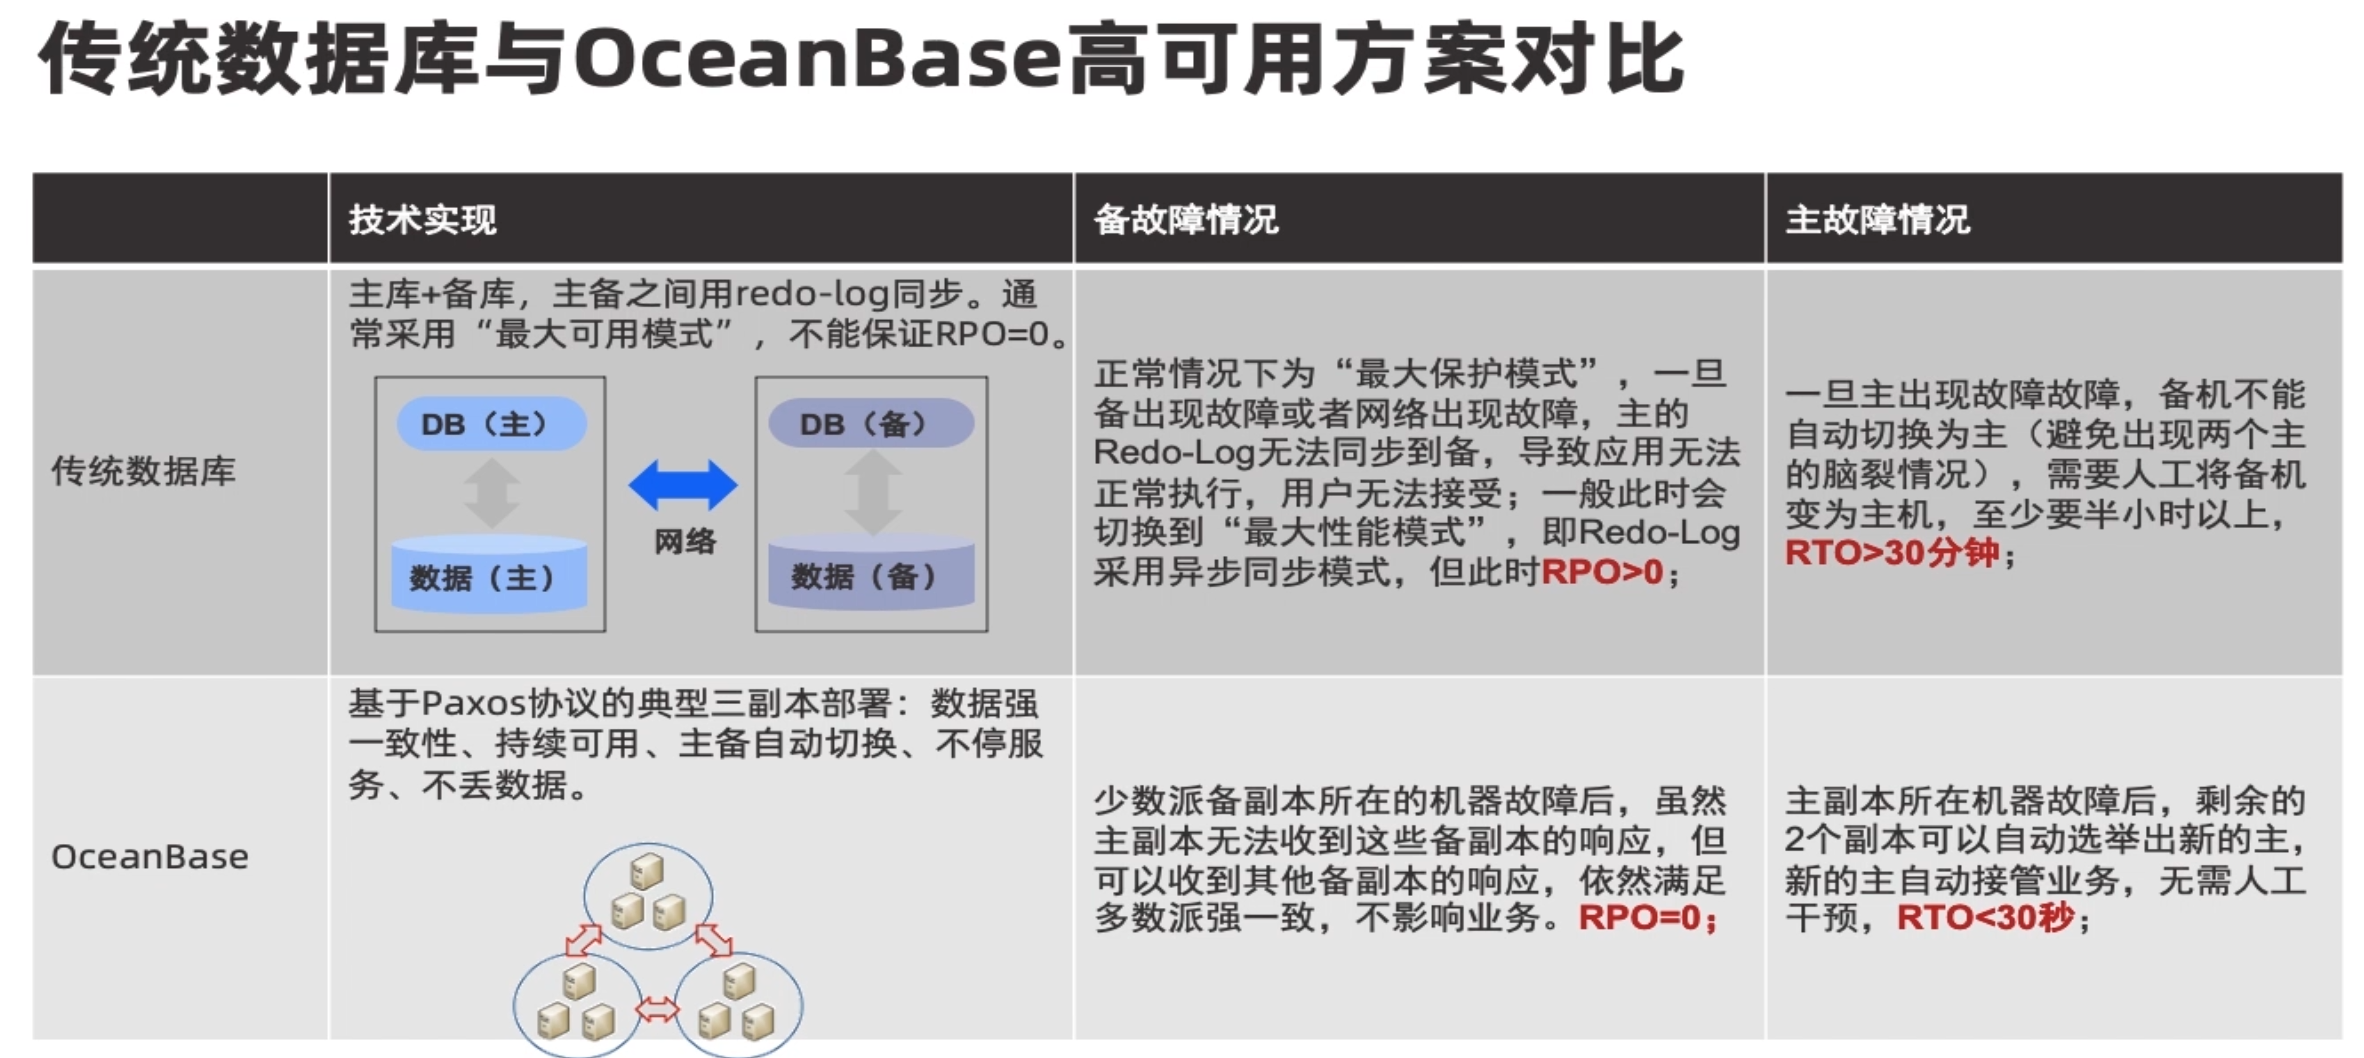 传统数据库与OceanBase高可用方案对比
技术实现
备故障情况
主故障情况
传统数据库
主库+备库，主备之间用redo-log同步。通
常采用“最大可用模式”，不能保证RPO=0。
DB（主）
数据（主）
网络
DB（备）
数据（备）
正常情况下为“最大保护模式”，一旦
备出现故障或者网络出现故障，主的
Redo-Log无法同步到备，导致应用无法
正常执行，用户无法接受；一般此时会
切换到“最大性能模式”，即Redo-Log
采用异步同步模式，但此时RPO>0；
一旦主出现故障故障，备机不能
自动切换为主（避免出现两个主
的脑裂情况），需要人工将备机
变为主机，至少要半小时以上，
RTO>30分钟；
OceanBase
基于Paxos协议的典型三副本部署：数据强
一致性、持续可用、主备自动切换、不停服
务、不丢数据。
少数派备副本所在的机器故障后，虽然
主副本无法收到这些备副本的响应，但
可以收到其他备副本的响应，依然满足
多数派强一致，不影响业务。RPO=0；
主副本所在机器故障后，剩余的
2个副本可以自动选举出新的主，
新的主自动接管业务，无需人工
干预，RTO<30秒；